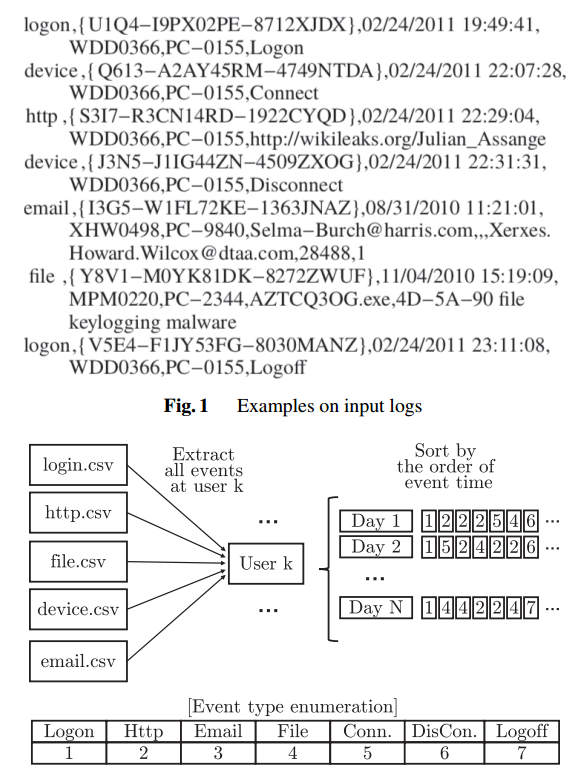 logon,{U1Q4−I9PX02PE−8712XJDX},02/24/2011 19:49:41,
WDD0366,PC−0155,Logon
device,{Q613−A2AY45RM−4749NTDA},02/24/2011 22:07:28,
WDD0366,PC−0155,Connect
http,{S3I7−R3CN14RD−1922CYQD},02/24/2011 22:29:04,
WDD0366,PC−0155,http://wikileaks.org/Julian_Assange
device,{J3N5−J1IG44ZN−4509ZXOG},02/24/2011 22:31:31,
WDD0366,PC−0155,Disconnect
email,{I3G5−W1FL72KE−1363JNAZ},08/31/2010 11:21:01,
XHW0498,PC−9840,Selma−Burch@harris.com,,,Xerxes.
Howard.Wilcox@dtaa.com,28488,1
file,{Y8V1−M0YK81DK−8272ZWUF},11/04/2010 15:19:09,
MPM0220,PC−2344,AZTCQ3OG.exe,4D−5A−90 file
keylogging malware
logon,{V5E4−F1JY53FG−8030MANZ},02/24/2011 23:11:08,
WDD0366,PC−0155,Logoff
Fig. 1 Examples on input logs
login.csv
http.csv
file.csv
device.csv
email.csv
Extract
all events
at user k
...
User k
...
Sort by
the order of
event time
Day 1 1 2 2 2 5 4 6 ...
Day 2 1 5 2 4 2 2 6 ...
...
Day N 1 4 4 2 2 4 7 ...
[Event type enumeration]
Logon Http Email File Conn. DisCon. Logoff
1 2 3 4 5 6 7